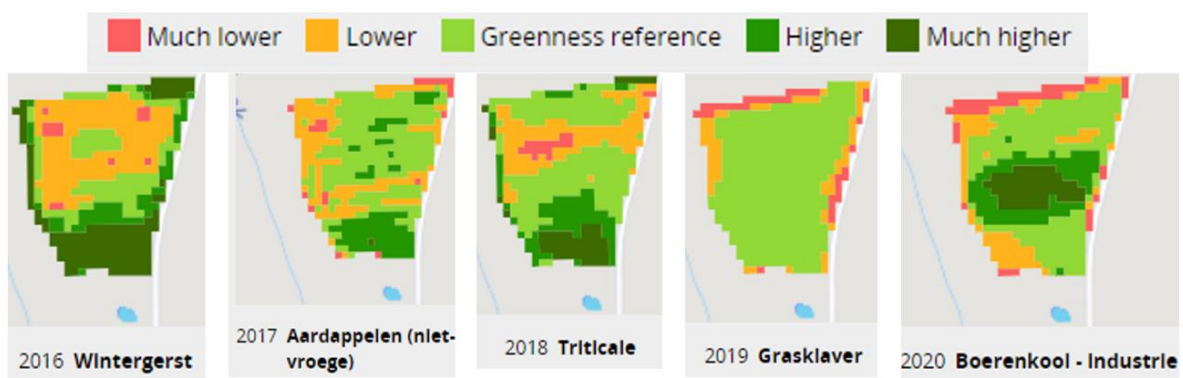 Much lower Lower Greenness reference Higher Much higher
2016 Wintergerst
2017 Aardappelen (niet-
vroege)
2018 Triticale
2019 Grasklaver
2020 Boerenkool - Industrie